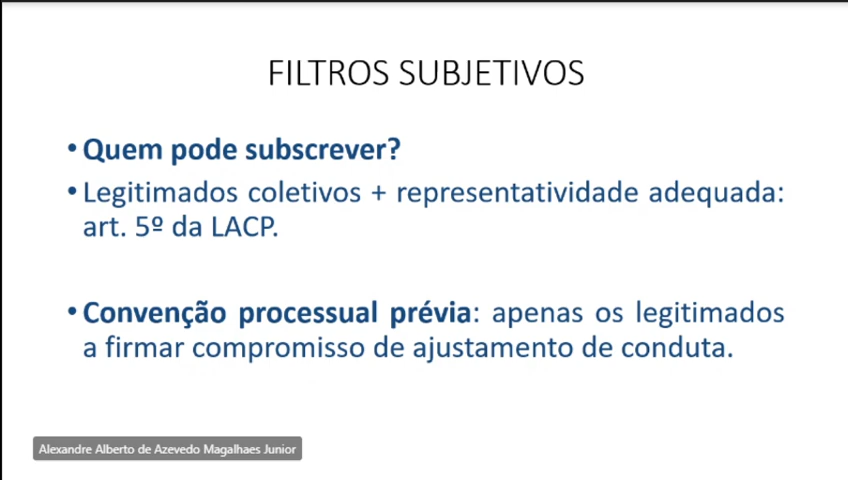 FILTROS SUBJETIVOS
• Quem pode subscrever?
• Legitimados coletivos + representatividade adequada:
art. 5º da LACP.
• Convenção processual prévia: apenas os legitimados
a firmar compromisso de ajustamento de conduta.
Alexandre Alberto de Azevedo Magalhaes Junior